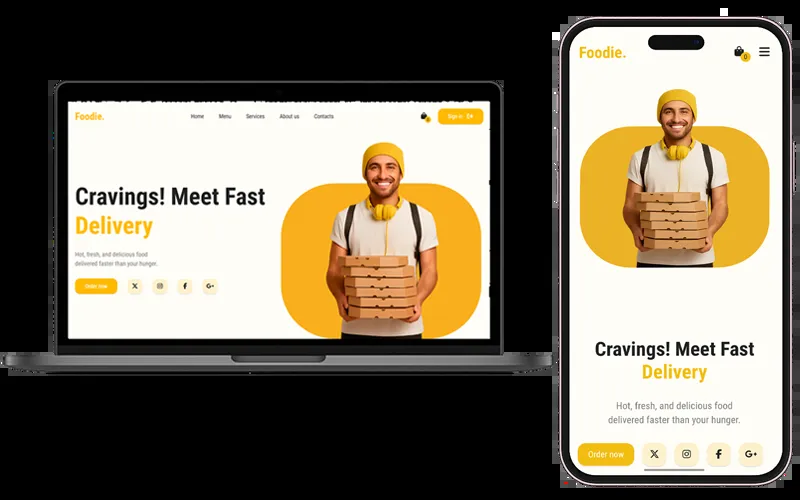 Foodie.
Home Menu Services About us Contacts
Sign in
Cravings! Meet Fast
Delivery
Hot, fresh, and delicious food
delivered faster than your hunger.
Order now
G+
Foodie.
0
Cravings! Meet Fast
Delivery
Hot, fresh, and delicious food
delivered faster than your hunger.
Order now
G+